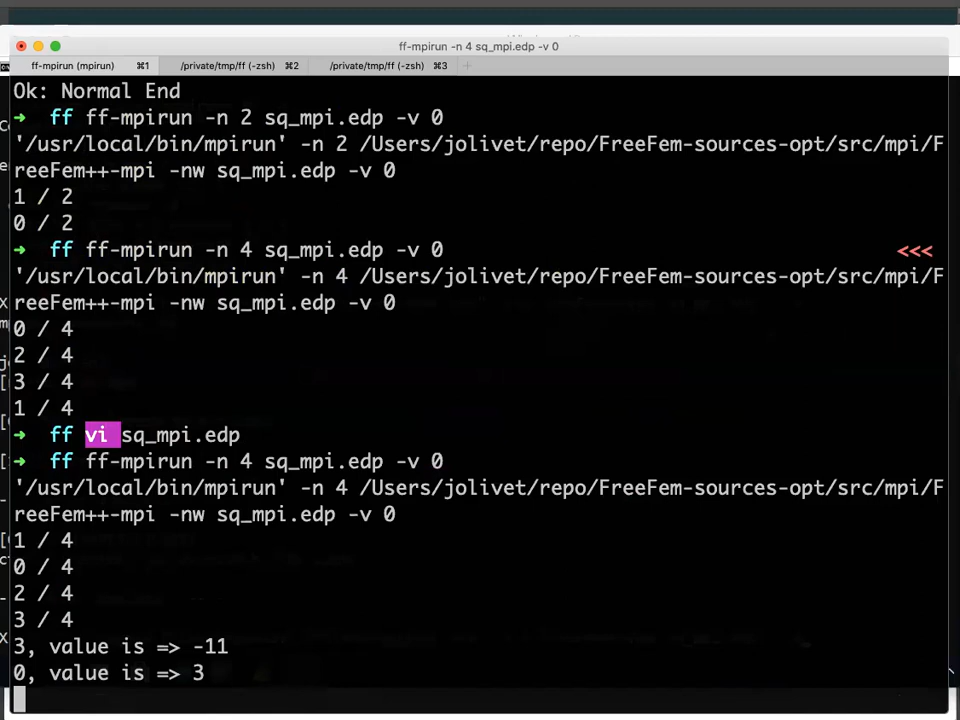 ff-mpirun -n 4 sq_mpi.edp -v 0
ff-mpirun (mpirun) ⌘1 /private/tmp/ff (-zsh) ⌘2 /private/tmp/ff (-zsh) ⌘3 +
Ok: Normal End
➜ ff ff-mpirun -n 2 sq_mpi.edp -v 0
'/usr/local/bin/mpirun' -n 2 /Users/jolivet/repo/FreeFem-sources-opt/src/mpi/F
reeFem++-mpi -nw sq_mpi.edp -v 0
1 / 2
0 / 2
➜ ff ff-mpirun -n 4 sq_mpi.edp -v 0 <<<
'/usr/local/bin/mpirun' -n 4 /Users/jolivet/repo/FreeFem-sources-opt/src/mpi/F
reeFem++-mpi -nw sq_mpi.edp -v 0
0 / 4
2 / 4
3 / 4
1 / 4
➜ ff vi sq_mpi.edp
➜ ff ff-mpirun -n 4 sq_mpi.edp -v 0
'/usr/local/bin/mpirun' -n 4 /Users/jolivet/repo/FreeFem-sources-opt/src/mpi/F
reeFem++-mpi -nw sq_mpi.edp -v 0
1 / 4
0 / 4
2 / 4
3 / 4
3, value is => -11
0, value is => 3